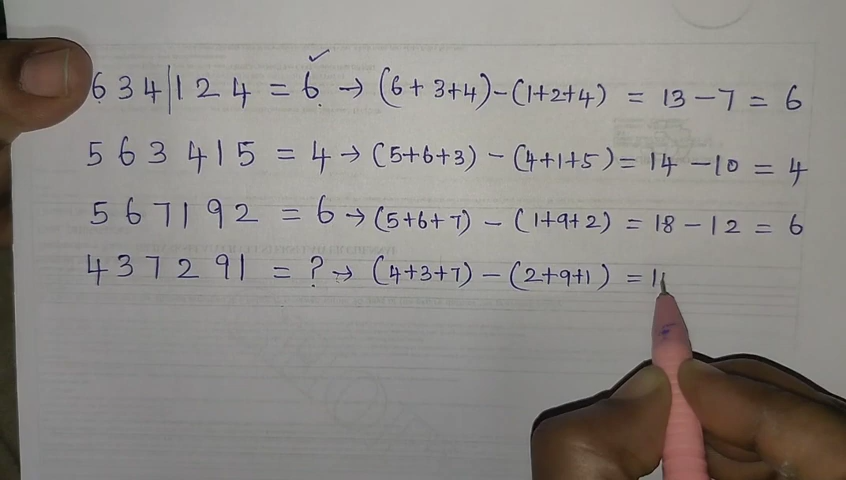 634|124 = 6 → (6+3+4)-(1+2+4) = 13-7 = 6
563415 = 4 → (5+6+3) - (4+1+5) = 14-10 = 4
567192 = 6 → (5+6+7) - (1+9+2) = 18-12 = 6
437291 = ? → (4+3+7) - (2+9+1) = 1